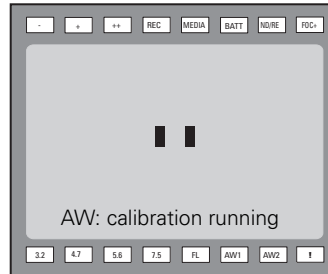 - + ++ REC MEDIA BATT ND/RE FOC+
AW: calibration running
3.2 4.7 5.6 7.5 FL AW1 AW2 !